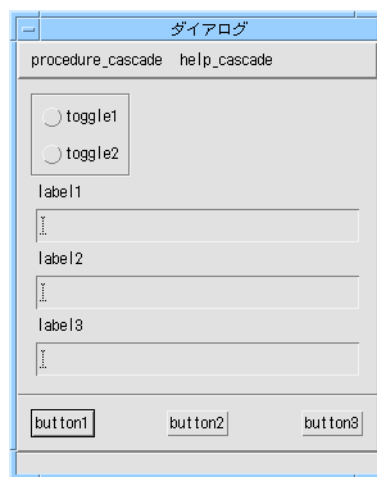 ダイアログ
procedure_cascade help_cascade
toggle1
toggle2
label1
label2
label3
button1 button2 button3